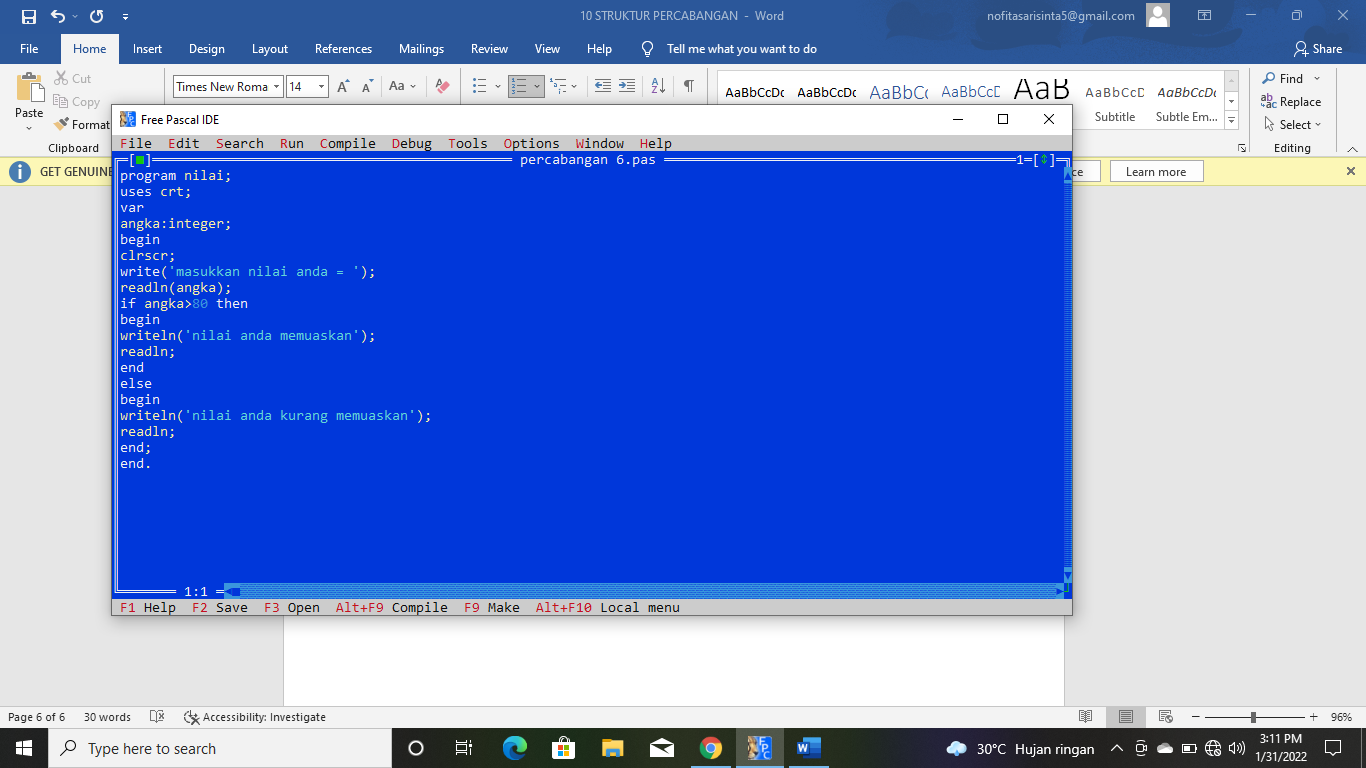 10 STRUKTUR PERCABANGAN - Word
nofitasarisinta5@gmail.com
File Home Insert Design Layout References Mailings Review View Help Tell me what you want to do Share
Cut
Copy
Format
Paste
Clipboard
Times New Roma 14
Aa
AaBbCcDc AaBbCcDc AaBbCc AaBbCcD AaB AaBbCcD AaBbCcDc
Subtitle Subtle Em...
Find
Replace
Select
Editing
GET GENUINE
Learn more
Free Pascal IDE
File Edit Search Run Compile Debug Tools Options Window Help
percabangan 6.pas
1=[↕]
program nilai;
uses crt;
var
angka:integer;
begin
clrscr;
write('masukkan nilai anda = ');
readln(angka);
if angka>80 then
begin
writeln('nilai anda memuaskan');
readln;
end
else
begin
writeln('nilai anda kurang memuaskan');
readln;
end;
end.
1:1
F1 Help F2 Save F3 Open Alt+F9 Compile F9 Make Alt+F10 Local menu
Page 6 of 6 30 words Accessibility: Investigate 96%
Type here to search
30°C Hujan ringan
3:11 PM
1/31/2022